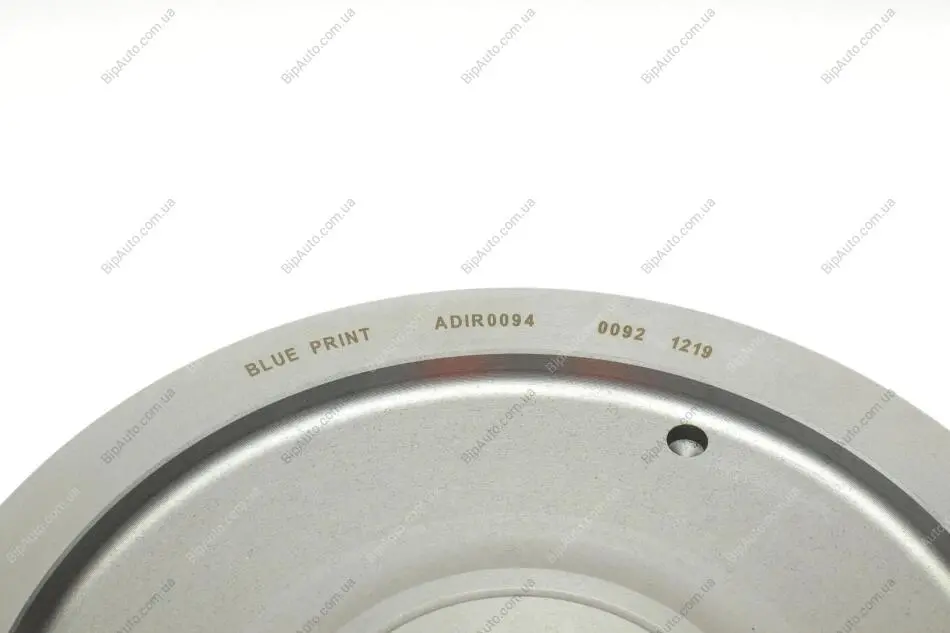 BLUE PRINT ADIR0094 0092 1219
BipAuto.com.ua